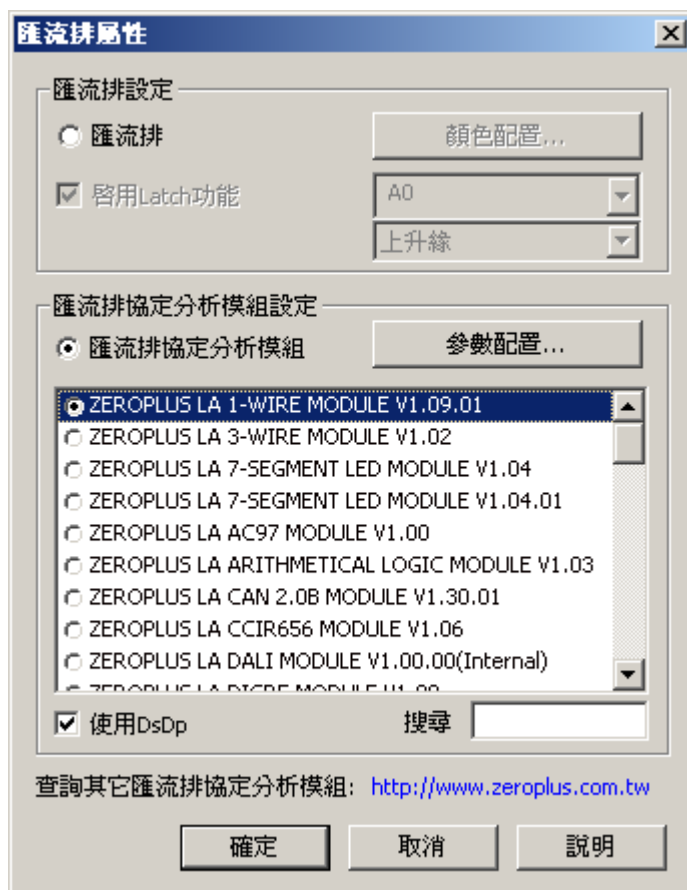 匯流排屬性
匯流排設定
匯流排
顏色配置...
啓用Latch功能
A0
上升緣
匯流排協定分析模組設定
匯流排協定分析模組
參數配置...
ZEROPLUS LA 1-WIRE MODULE V1.09.01
ZEROPLUS LA 3-WIRE MODULE V1.02
ZEROPLUS LA 7-SEGMENT LED MODULE V1.04
ZEROPLUS LA 7-SEGMENT LED MODULE V1.04.01
ZEROPLUS LA AC97 MODULE V1.00
ZEROPLUS LA ARITHMETICAL LOGIC MODULE V1.03
ZEROPLUS LA CAN 2.0B MODULE V1.30.01
ZEROPLUS LA CCIR656 MODULE V1.06
ZEROPLUS LA DALI MODULE V1.00.00(Internal)
ZEROPLUS LA
使用DsDp
搜尋
查詢其它匯流排協定分析模組: http://www.zeroplus.com.tw
確定
取消
說明